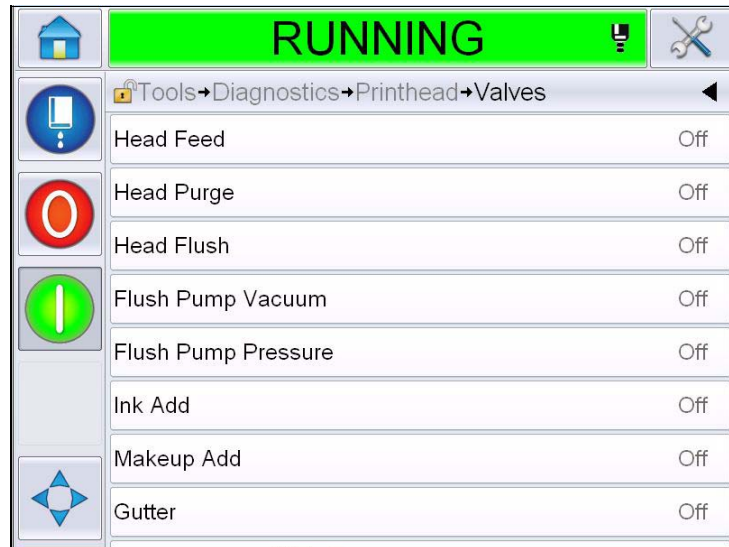 RUNNING
Tools→Diagnostics→Printhead→Valves
Head Feed Off
Head Purge Off
Head Flush Off
Flush Pump Vacuum Off
Flush Pump Pressure Off
Ink Add Off
Makeup Add Off
Gutter Off